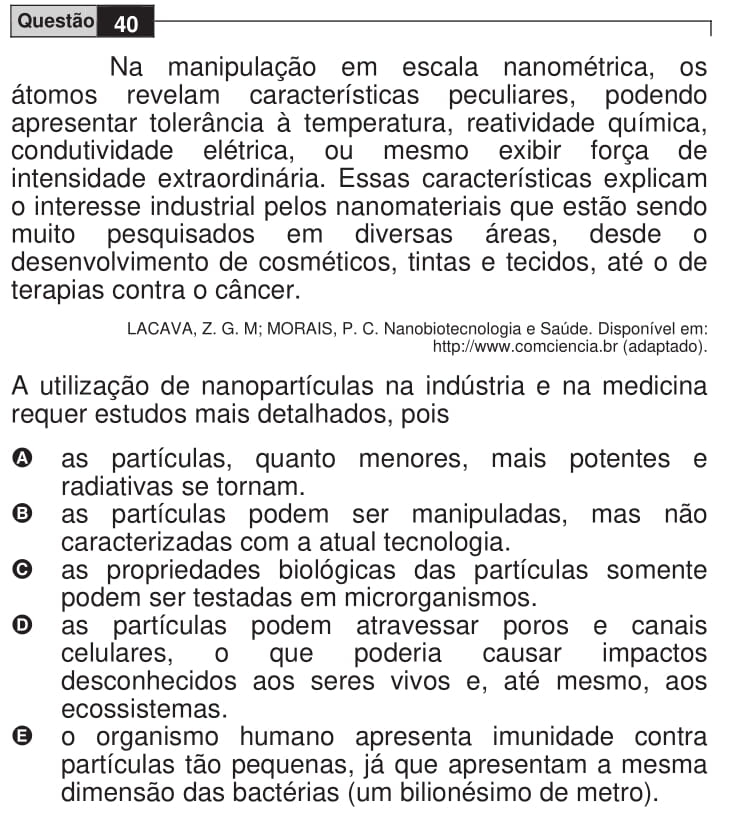 Questão 40
Na manipulação em escala nanométrica, os
átomos revelam características peculiares, podendo
apresentar tolerância à temperatura, reatividade química,
condutividade elétrica, ou mesmo exibir força de
intensidade extraordinária. Essas características explicam
o interesse industrial pelos nanomateriais que estão sendo
muito pesquisados em diversas áreas, desde o
desenvolvimento de cosméticos, tintas e tecidos, até o de
terapias contra o câncer.
LACAVA, Z. G. M; MORAIS, P. C. Nanobiotecnologia e Saúde. Disponível em:
http://www.comciencia.br (adaptado).
A utilização de nanopartículas na indústria e na medicina
requer estudos mais detalhados, pois
A as partículas, quanto menores, mais potentes e
radiativas se tornam.
B as partículas podem ser manipuladas, mas não
caracterizadas com a atual tecnologia.
C as propriedades biológicas das partículas somente
podem ser testadas em microrganismos.
D as partículas podem atravessar poros e canais
celulares, o que poderia causar impactos
desconhecidos aos seres vivos e, até mesmo, aos
ecossistemas.
E o organismo humano apresenta imunidade contra
partículas tão pequenas, já que apresentam a mesma
dimensão das bactérias (um bilionésimo de metro).